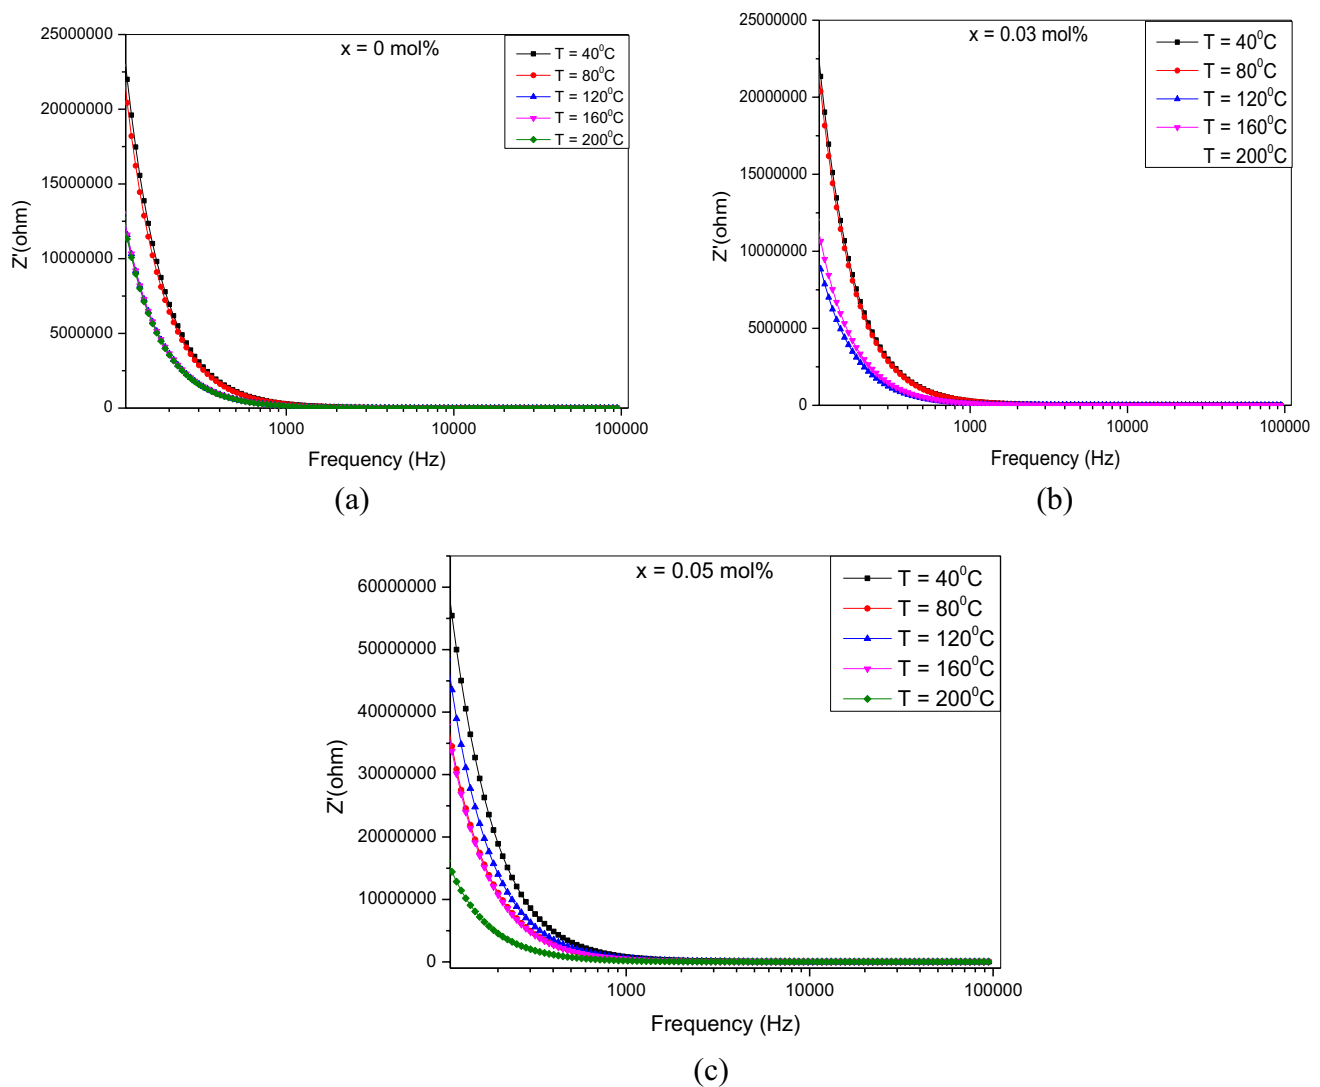 x = 0 mol%
T = 40⁰C
T = 80⁰C
T = 120⁰C
T = 160⁰C
T = 200⁰C
25000000
20000000
15000000
10000000
5000000
0
Z'(ohm)
1000
10000
100000
Frequency (Hz)
(a)
x = 0.03 mol%
T = 40⁰C
T = 80⁰C
T = 120⁰C
T = 160⁰C
T = 200⁰C
25000000
20000000
15000000
10000000
5000000
0
Z'(ohm)
1000
10000
100000
Frequency (Hz)
(b)
x = 0.05 mol%
T = 40⁰C
T = 80⁰C
T = 120⁰C
T = 160⁰C
T = 200⁰C
60000000
50000000
40000000
30000000
20000000
10000000
0
Z'(ohm)
1000
10000
100000
Frequency (Hz)
(c)